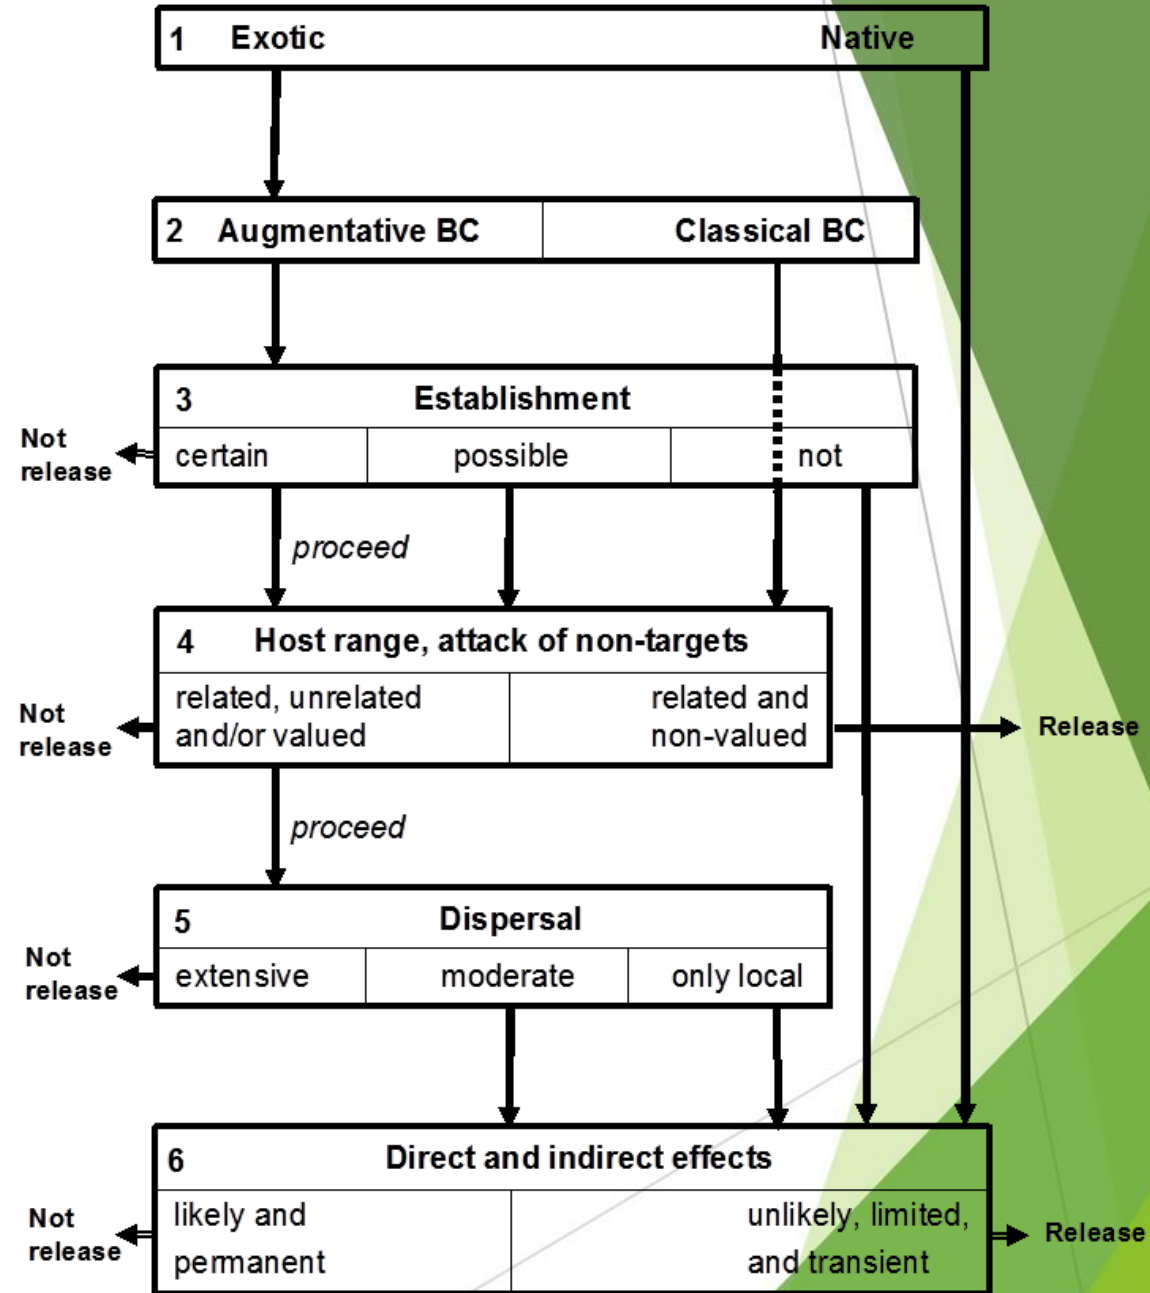 1 Exotic Native
2 Augmentative BC Classical BC
3 Establishment
Not
release
certain possible not
proceed
4 Host range, attack of non-targets
Not
release
related, unrelated
and/or valued
related and
non-valued
Release
proceed
5 Dispersal
Not
release
extensive moderate only local
6 Direct and indirect effects
Not
release
likely and
permanent
unlikely, limited,
and transient
Release